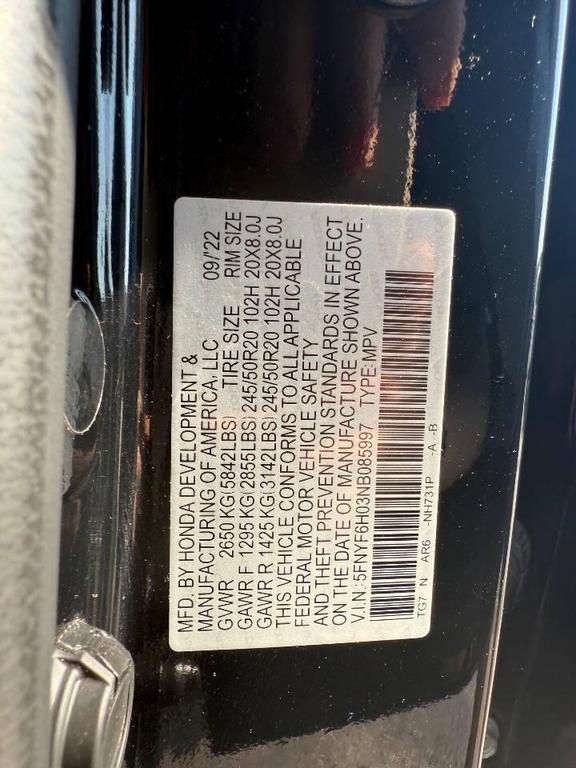 MFD. BY HONDA DEVELOPMENT &
MANUFACTURING OF AMERICA, LLC 09/'22
GVWR 2650 KG(5842LBS) TIRE SIZE RIM SIZE
GAWR F 1295 KG(2855LBS) 245/50R20 102H 20X8.0J
GAWR R 1425 KG(3142LBS) 245/50R20 102H 20X8.0J
THIS VEHICLE CONFORMS TO ALL APPLICABLE
FEDERAL MOTOR VEHICLE SAFETY
AND THEFT PREVENTION STANDARDS IN EFFECT
ON THE DATE OF MANUFACTURE SHOWN ABOVE.
V.I.N.: 5FNYF6H03NB085997 TYPE: MPV
TG7 N AR6 -NH731P -A -B